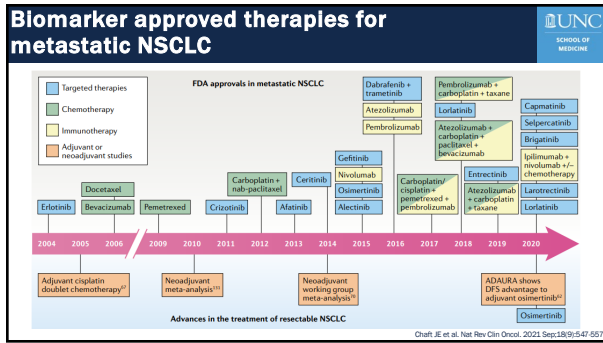 Biomarker approved therapies for
metastatic NSCLC
UNC
SCHOOL OF
MEDICINE
FDA approvals in metastatic NSCLC
Targeted therapies
Chemotherapy
Immunotherapy
Adjuvant or
neoadjuvant studies
Erlotinib
Docetaxel
Bevacizumab
Pemetrexed
Crizotinib
Carboplatin +
nab-paclitaxel
Afatinib
Ceritinib
Gefitinib
Nivolumab
Osimertinib
Alectinib
Dabrafenib +
trametinib
Atezolizumab
Pembrolizumab
Carboplatin/
cisplatin +
pemetrexed +
pembrolizumab
Pembrolizumab +
carboplatin + taxane
Lorlatinib
Atezolizumab +
carboplatin +
paclitaxel +
bevacizumab
Entrectinib
Atezolizumab
+ carboplatin
+ taxane
Capmatinib
Selpercatinib
Brigatinib
Ipilimumab +
nivolumab +/−
chemotherapy
Larotrectinib
Lorlatinib
2004 2005 2006 2009 2010 2011 2012 2013 2014 2015 2016 2017 2018 2019 2020
Adjuvant cisplatin
doublet chemotherapy
Neoadjuvant
meta-analysis
Neoadjuvant
working group
meta-analysis
ADAURA shows
DFS advantage to
adjuvant osimertinib
Osimertinib
Advances in the treatment of resectable NSCLC
Chaft JE et al. Nat Rev Clin Oncol. 2021 Sep;18(9):547-557